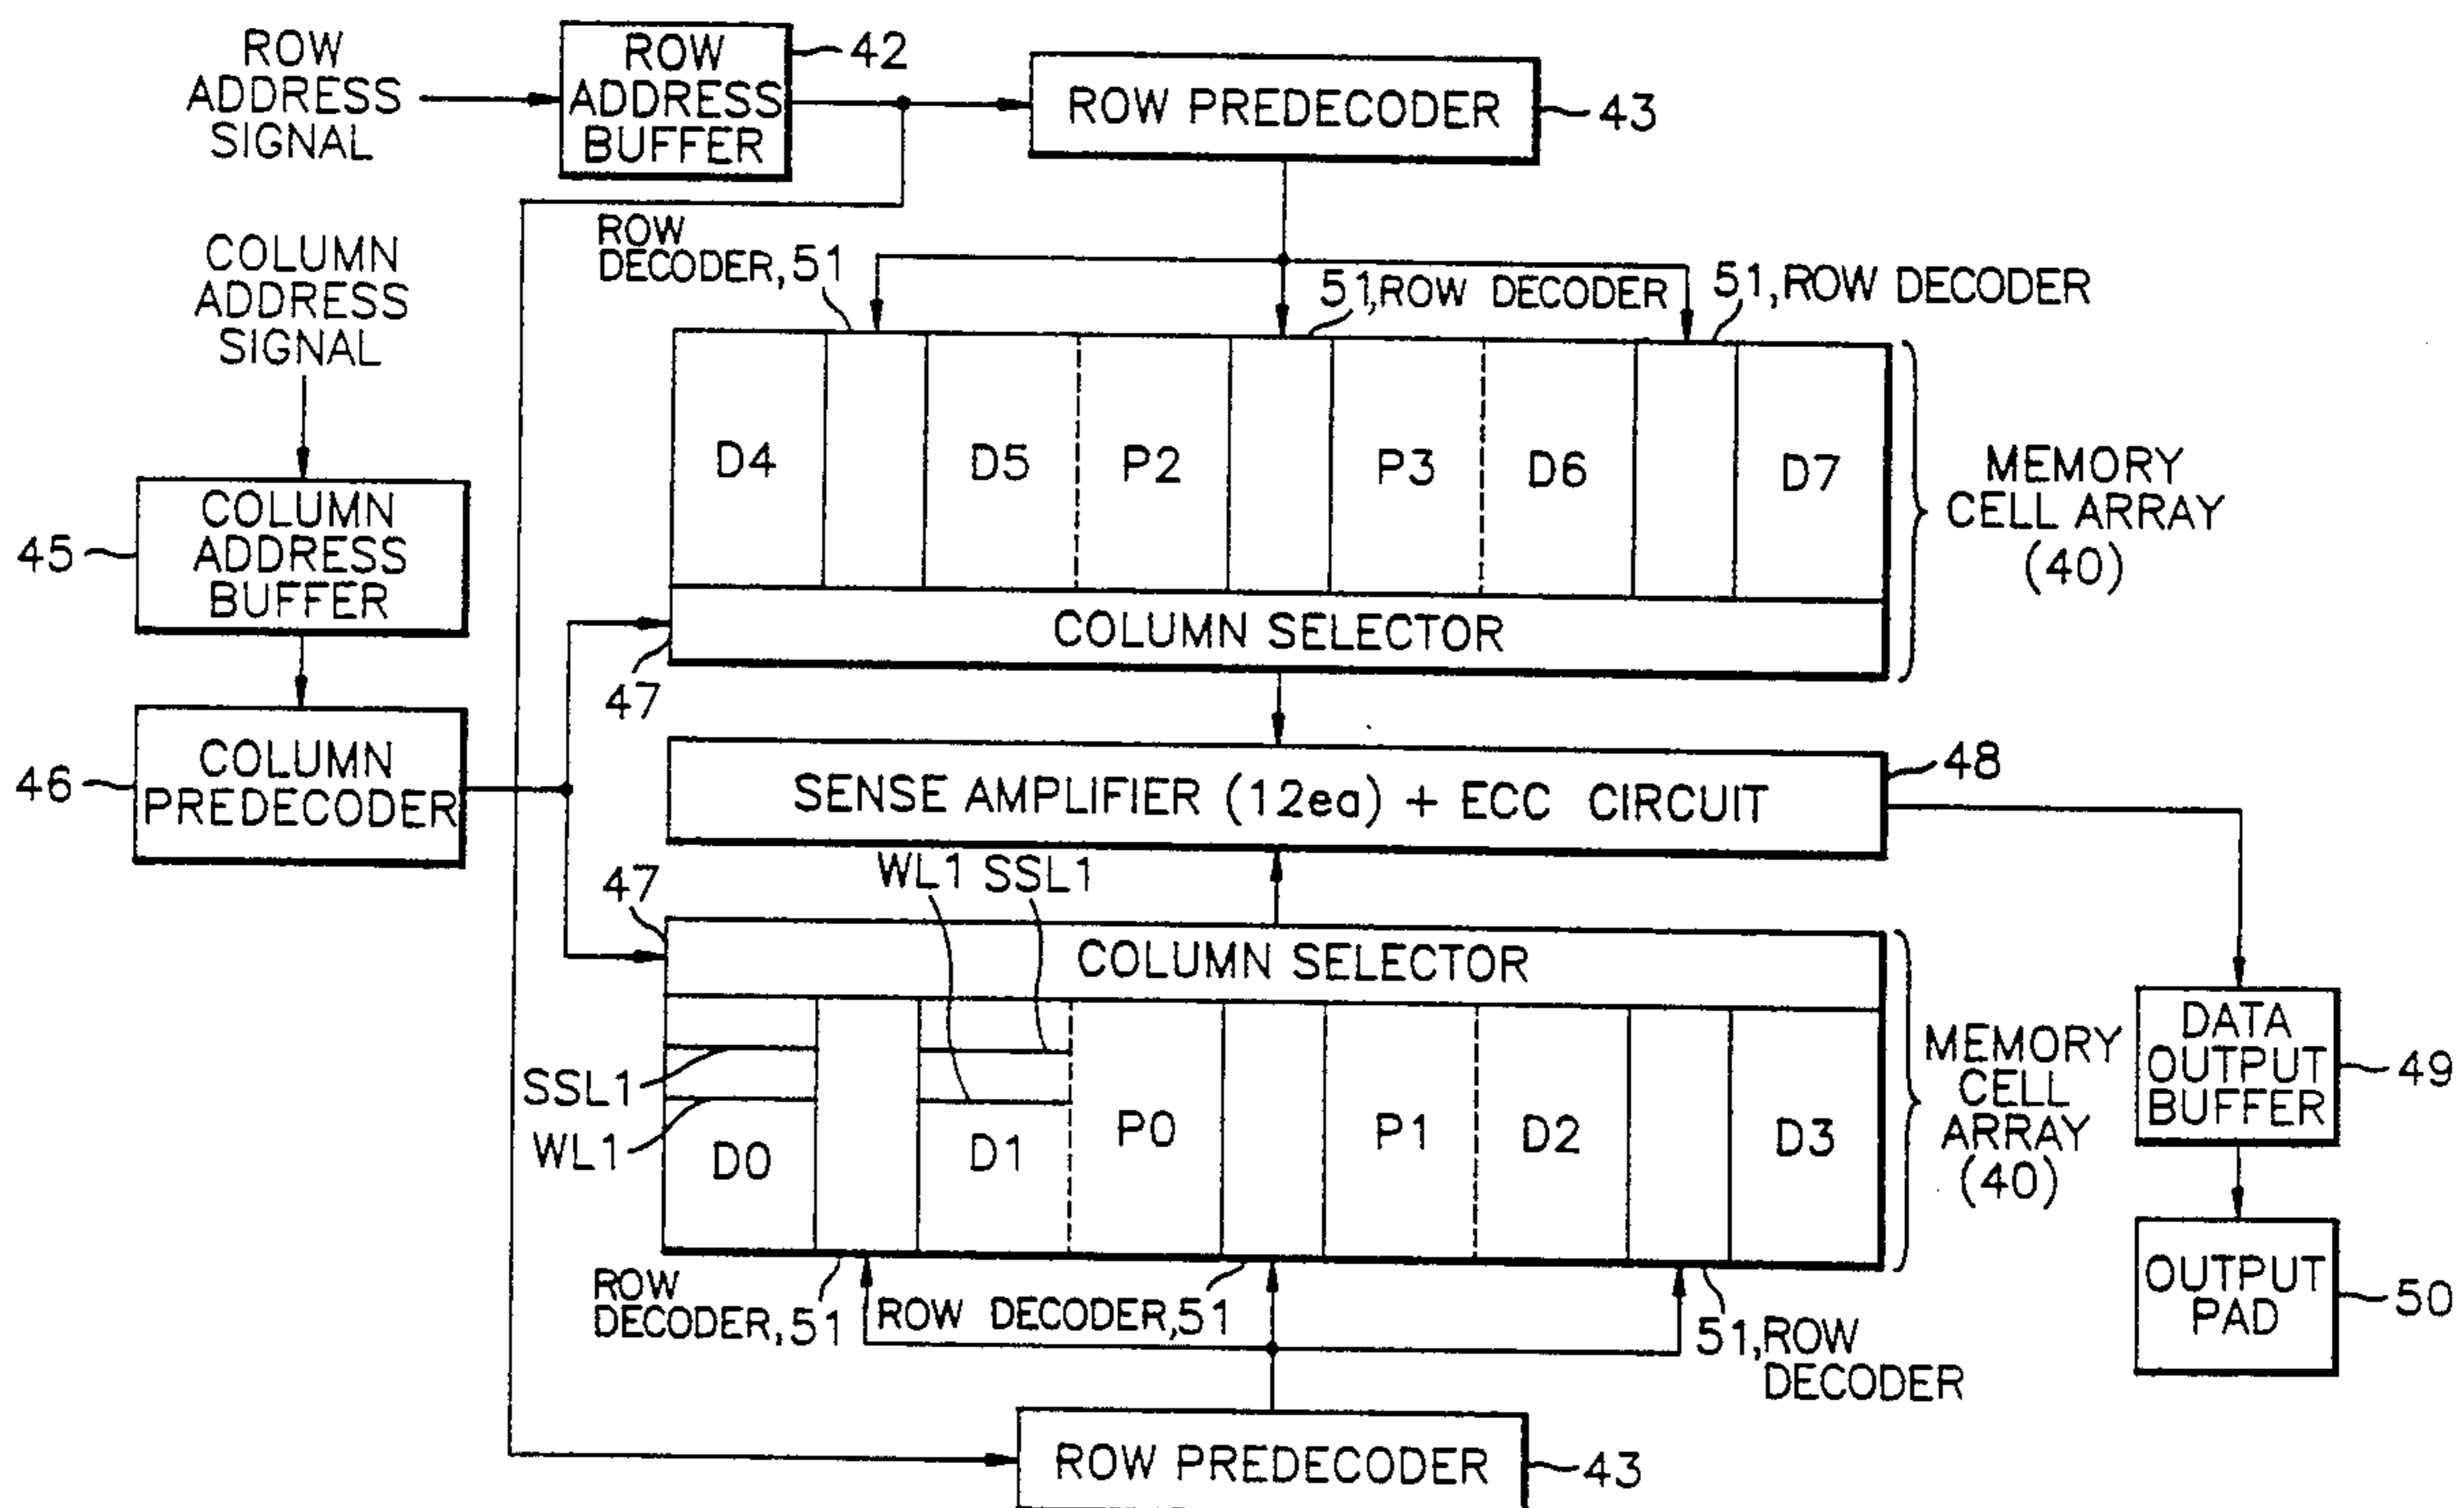 ROW
ADDRESS
SIGNAL
ROW
ADDRESS
BUFFER
42
ROW PREDECODER
43
COLUMN
ADDRESS
SIGNAL
ROW
DECODER,51
51,ROW DECODER
51,ROW DECODER
D4
D5
P2
P3
D6
D7
MEMORY
CELL ARRAY
(40)
45
COLUMN
ADDRESS
BUFFER
COLUMN SELECTOR
47
46
COLUMN
PREDECODER
SENSE AMPLIFIER (12ea) + ECC CIRCUIT
48
47
WL1 SSL1
COLUMN SELECTOR
SSL1
WL1
D0
D1
P0
P1
D2
D3
MEMORY
CELL
ARRAY
(40)
DATA
OUTPUT
BUFFER
49
OUTPUT
PAD
50
ROW
DECODER,51
ROW DECODER,51
51,ROW
DECODER
ROW PREDECODER
43